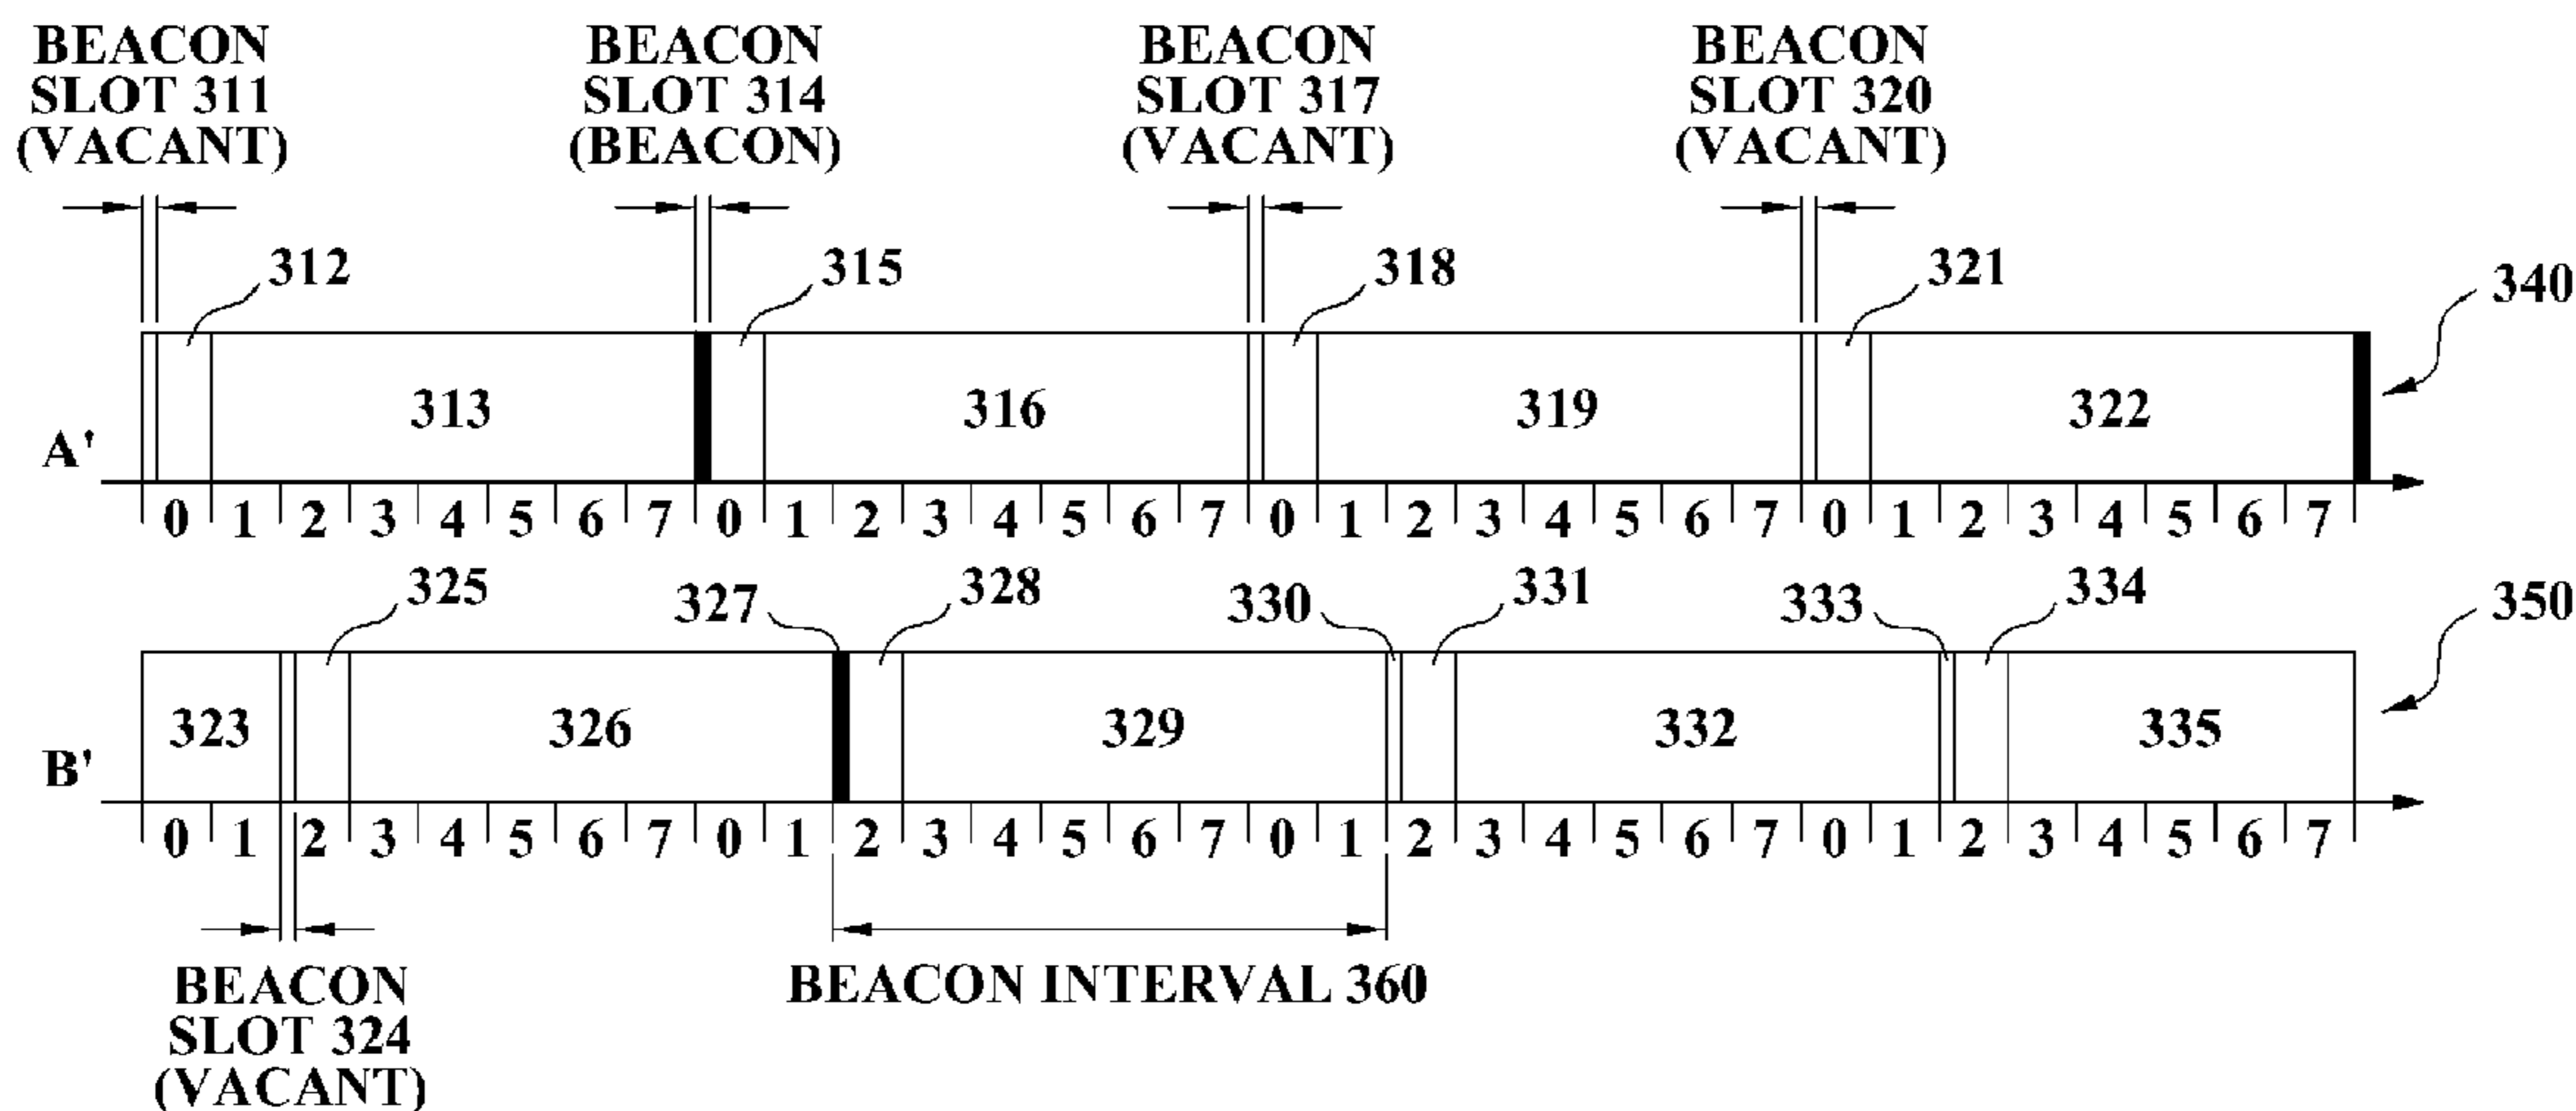 BEACON
SLOT 311
(VACANT)
BEACON
SLOT 314
(BEACON)
BEACON
SLOT 317
(VACANT)
BEACON
SLOT 320
(VACANT)
312
315
318
321
340
313
316
319
322
A'
0 1 2 3 4 5 6 7 0 1 2 3 4 5 6 7 0 1 2 3 4 5 6 7 0 1 2 3 4 5 6 7
325
327
328
330
331
333
334
350
323
326
329
332
335
B'
0 1 2 3 4 5 6 7 0 1 2 3 4 5 6 7 0 1 2 3 4 5 6 7 0 1 2 3 4 5 6 7
BEACON
SLOT 324
(VACANT)
BEACON INTERVAL 360